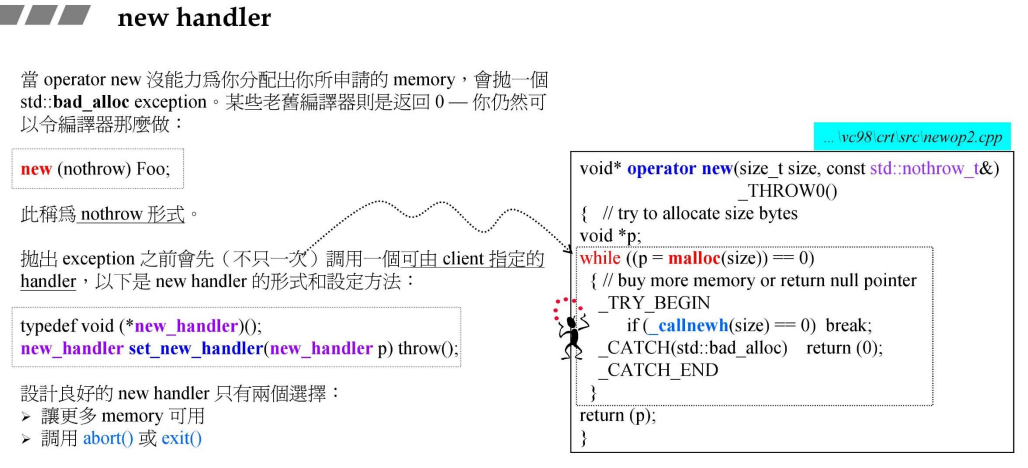 new handler
當 operator new 沒能力爲你分配出你所申請的 memory，會拋一個
std::bad_alloc exception。某些老舊編譯器則是返回 0 — 你仍然可
以令編譯器那麼做：
new (nothrow) Foo;
此稱爲 nothrow 形式。
拋出 exception 之前會先（不只一次）調用一個可由 client 指定的
handler，以下是 new handler 的形式和設定方法：
typedef void (*new_handler)();
new_handler set_new_handler(new_handler p) throw();
設計良好的 new handler 只有兩個選擇：
➢ 讓更多 memory 可用
➢ 調用 abort() 或 exit()
...\vc98\crt\src\newop2.cpp
void* operator new(size_t size, const std::nothrow_t&)
_THROW0()
{ // try to allocate size bytes
void *p;
while ((p = malloc(size)) == 0)
{ // buy more memory or return null pointer
_TRY_BEGIN
if (_callnewh(size) == 0) break;
_CATCH(std::bad_alloc) return (0);
_CATCH_END
}
return (p);
}